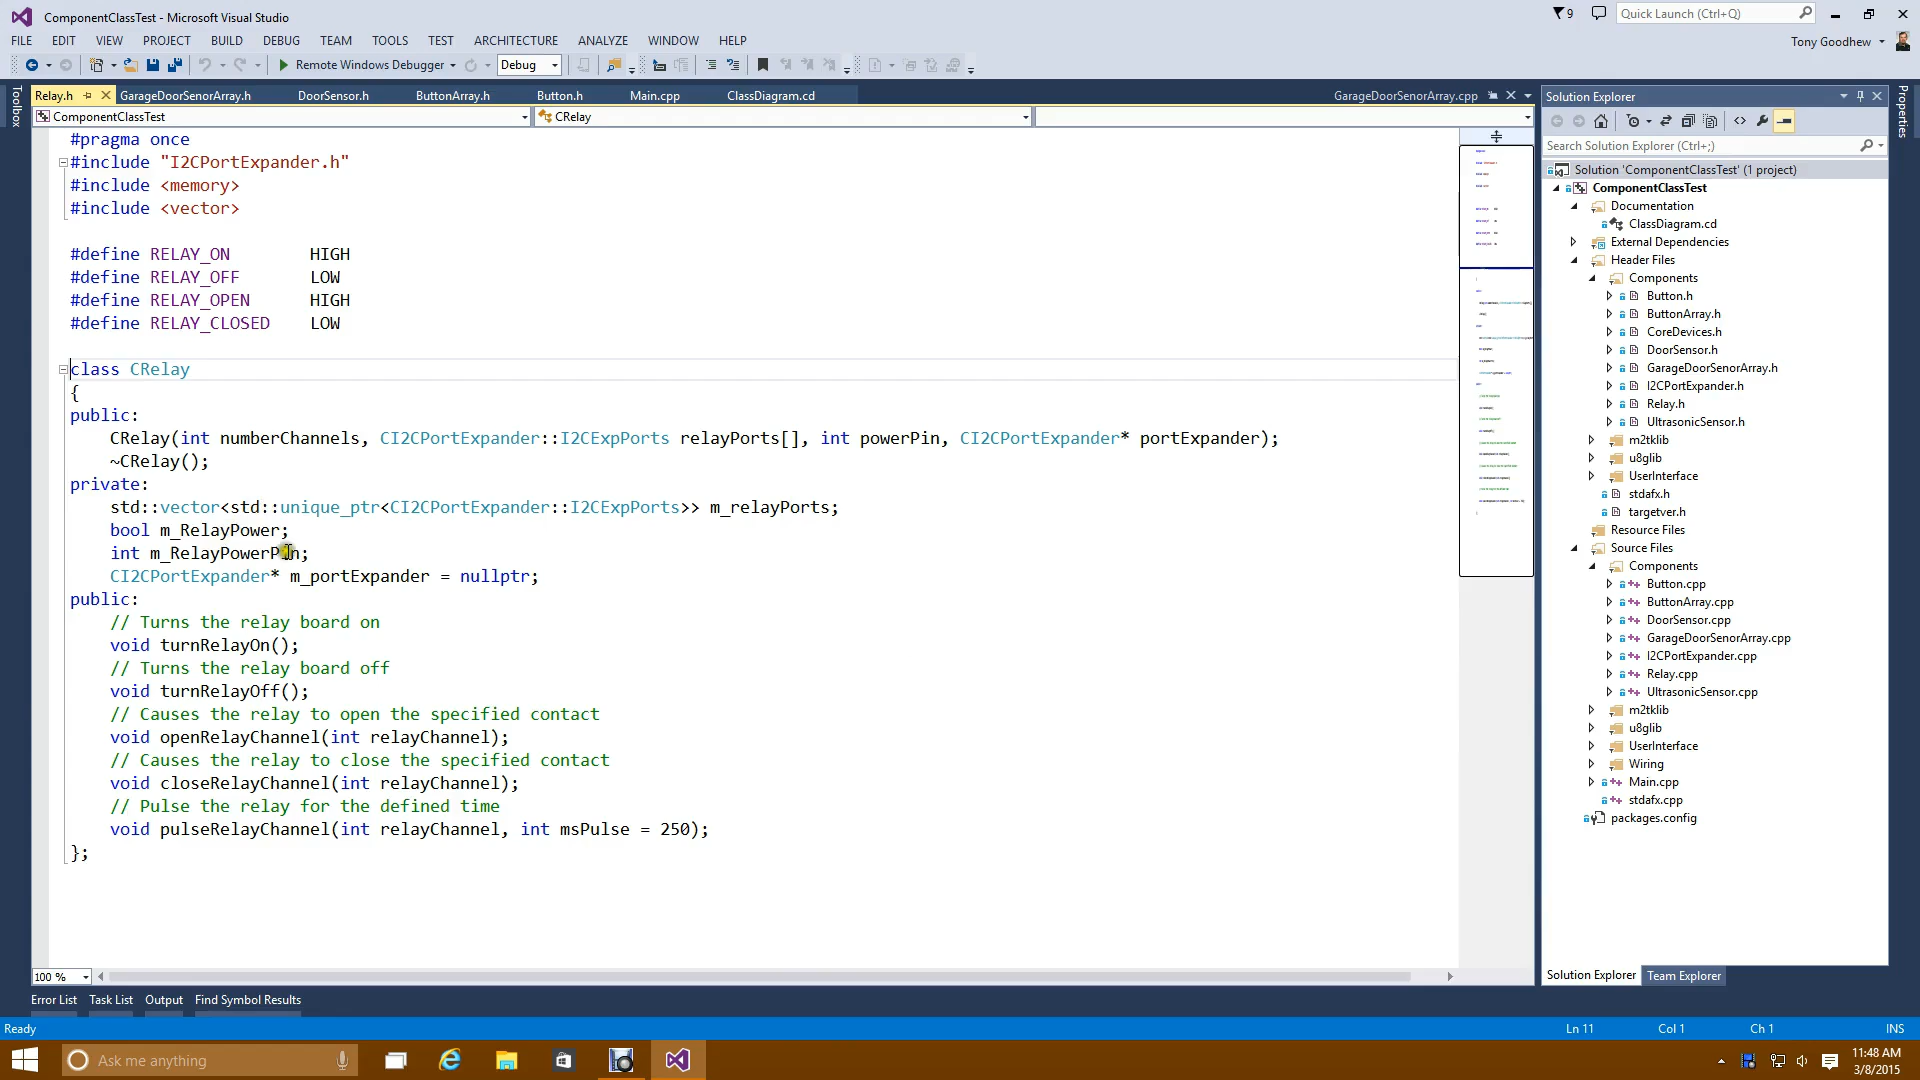 ComponentClassTest - Microsoft Visual Studio
9
Quick Launch (Ctrl+Q)
FILE EDIT VIEW PROJECT BUILD DEBUG TEAM TOOLS TEST ARCHITECTURE ANALYZE WINDOW HELP
Tony Goodhew
Remote Windows Debugger
Debug
Toolbox
Relay.h
GarageDoorSenorArray.h
DoorSensor.h
ButtonArray.h
Button.h
Main.cpp
ClassDiagram.cd
GarageDoorSenorArray.cpp
ComponentClassTest
CRelay
#pragma once
#include "I2CPortExpander.h"
#include <memory>
#include <vector>
#define RELAY_ON HIGH
#define RELAY_OFF LOW
#define RELAY_OPEN HIGH
#define RELAY_CLOSED LOW
class CRelay
{
public:
CRelay(int numberChannels, CI2CPortExpander::I2CExpPorts relayPorts[], int powerPin, CI2CPortExpander* portExpander);
~CRelay();
private:
std::vector<std::unique_ptr<CI2CPortExpander::I2CExpPorts>> m_relayPorts;
bool m_RelayPower;
int m_RelayPowerPin;
CI2CPortExpander* m_portExpander = nullptr;
public:
// Turns the relay board on
void turnRelayOn();
// Turns the relay board off
void turnRelayOff();
// Causes the relay to open the specified contact
void openRelayChannel(int relayChannel);
// Causes the relay to close the specified contact
void closeRelayChannel(int relayChannel);
// Pulse the relay for the defined time
void pulseRelayChannel(int relayChannel, int msPulse = 250);
};
100 %
Solution Explorer
Properties
Search Solution Explorer (Ctrl+;)
Solution 'ComponentClassTest' (1 project)
ComponentClassTest
Documentation
ClassDiagram.cd
External Dependencies
Header Files
Components
Button.h
ButtonArray.h
CoreDevices.h
DoorSensor.h
GarageDoorSenorArray.h
I2CPortExpander.h
Relay.h
UltrasonicSensor.h
m2tklib
u8glib
UserInterface
stdafx.h
targetver.h
Resource Files
Source Files
Components
Button.cpp
ButtonArray.cpp
DoorSensor.cpp
GarageDoorSenorArray.cpp
I2CPortExpander.cpp
Relay.cpp
UltrasonicSensor.cpp
m2tklib
u8glib
UserInterface
Wiring
Main.cpp
stdafx.cpp
packages.config
Solution Explorer Team Explorer
Error List Task List Output Find Symbol Results
Ready
Ln 11 Col 1 Ch 1 INS
Ask me anything
11:48 AM
3/8/2015